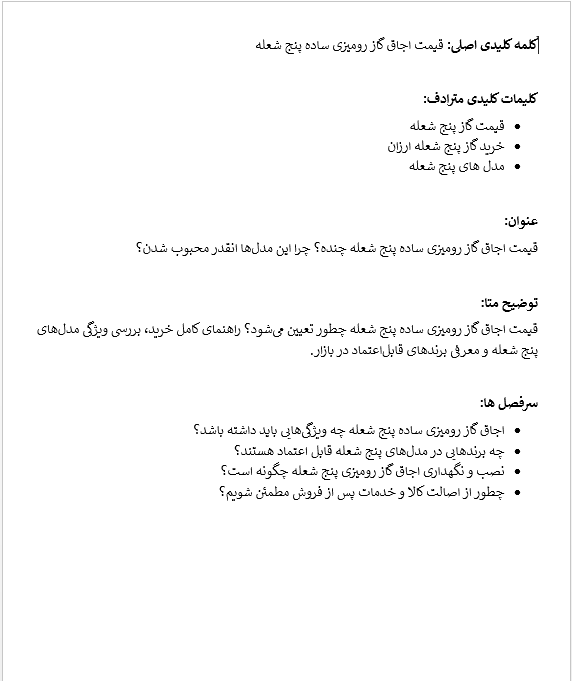 کلمه کلیدی اصلی: قیمت اجاق گاز رومیزی ساده پنج شعله
کلیمات کلیدی مترادف:
• قیمت گاز پنج شعله
• خرید گاز پنج شعله ارزان
• مدل های پنج شعله
عنوان:
قیمت اجاق گاز رومیزی ساده پنج شعله چنده؟ چرا این مدل‌ها انقدر محبوب شدن؟
توضیح متا:
قیمت اجاق گاز رومیزی ساده پنج شعله چطور تعیین می‌شود؟ راهنمای کامل خرید، بررسی ویژگی مدل‌های
پنج شعله و معرفی برندهای قابل‌اعتماد در بازار.
سرفصل ها:
• اجاق گاز رومیزی ساده پنج شعله چه ویژگی‌هایی باید داشته باشد؟
• چه برندهایی در مدل‌های پنج شعله قابل اعتماد هستند؟
• نصب و نگهداری اجاق گاز رومیزی پنج شعله چگونه است؟
• چطور از اصالت کالا و خدمات پس از فروش مطمئن شویم؟